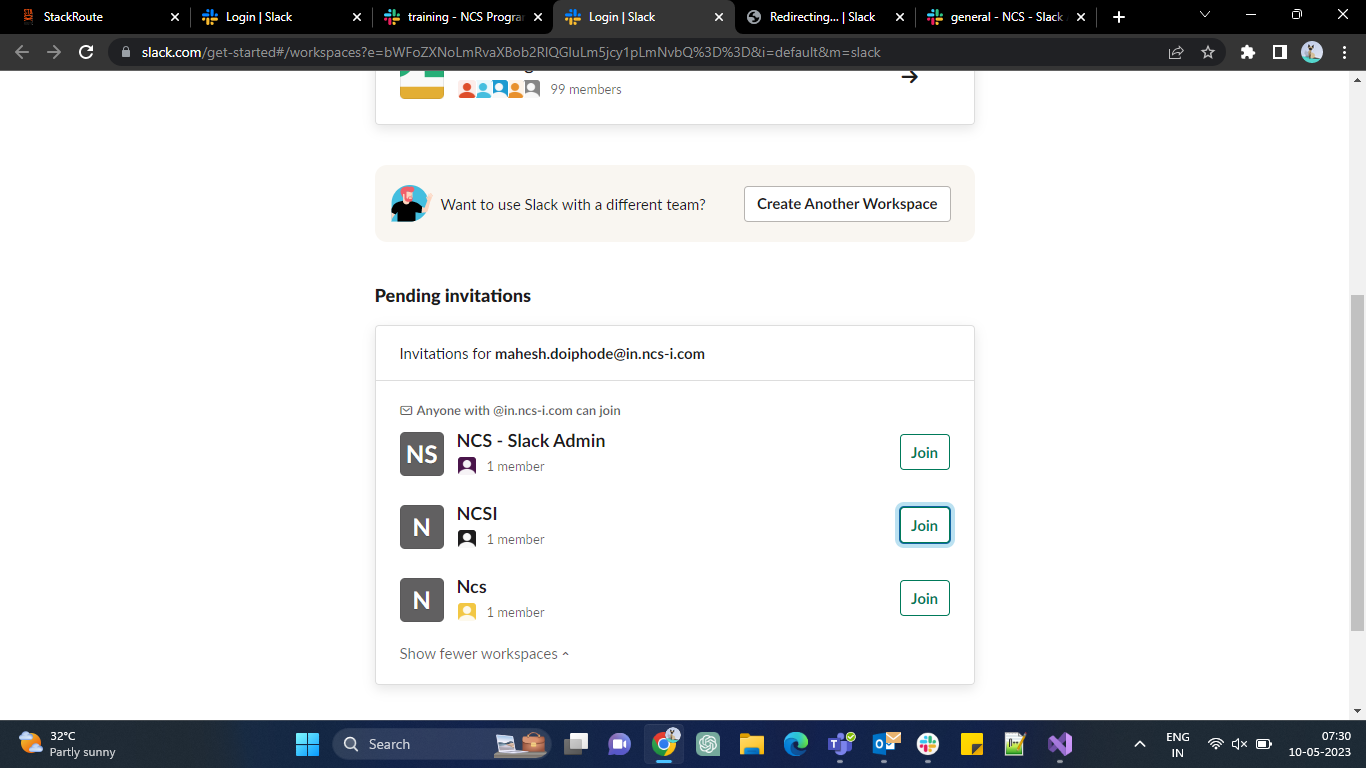 StackRoute
Login | Slack
training - NCS Progra
Login | Slack
Redirecting... | Slack
general - NCS - Slack
slack.com/get-started#/workspaces?e=bWFoZXNoLmRvaXBob2RlQGluLm5jcy1pLmNvbQ%3D%3D&i=default&m=slack
99 members
Want to use Slack with a different team?
Create Another Workspace
Pending invitations
Invitations for mahesh.doiphode@in.ncs-i.com
Anyone with @in.ncs-i.com can join
NS
NCS - Slack Admin
1 member
Join
N
NCSI
1 member
Join
N
Ncs
1 member
Join
Show fewer workspaces
32°C
Partly sunny
Search
ENG
IN
07:30
10-05-2023